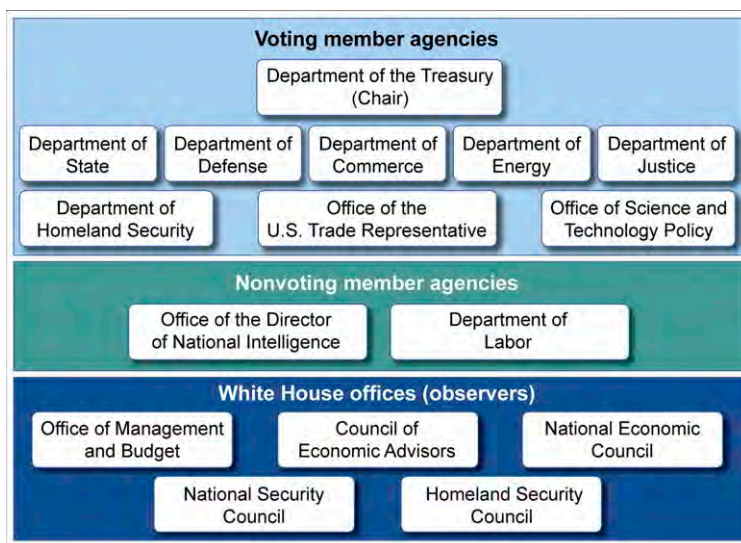 Voting member agencies
Department of the Treasury
(Chair)
Department of
State
Department of
Defense
Department of
Commerce
Department of
Energy
Department of
Justice
Department of
Homeland Security
Office of the
U.S. Trade Representative
Office of Science and
Technology Policy
Nonvoting member agencies
Office of the Director
of National Intelligence
Department of
Labor
White House offices (observers)
Office of Management
and Budget
Council of
Economic Advisors
National Economic
Council
National Security
Council
Homeland Security
Council